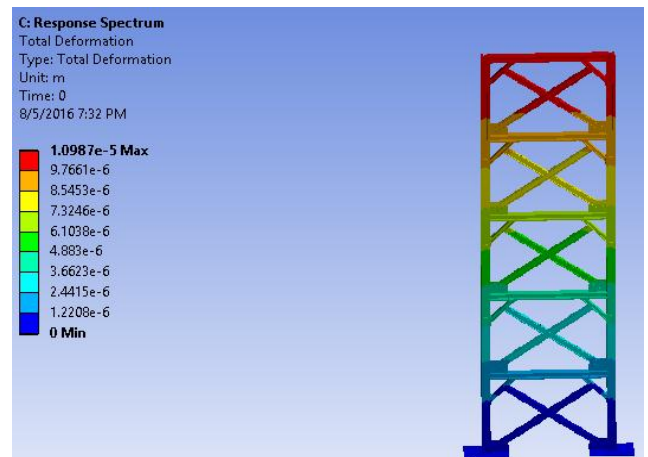 C: Response Spectrum
Total Deformation
Type: Total Deformation
Unit: m
Time: 0
8/5/2016 7:32 PM
1.0987e-5 Max
9.7661e-6
8.5453e-6
7.3246e-6
6.1038e-6
4.883e-6
3.6623e-6
2.4415e-6
1.2208e-6
0 Min